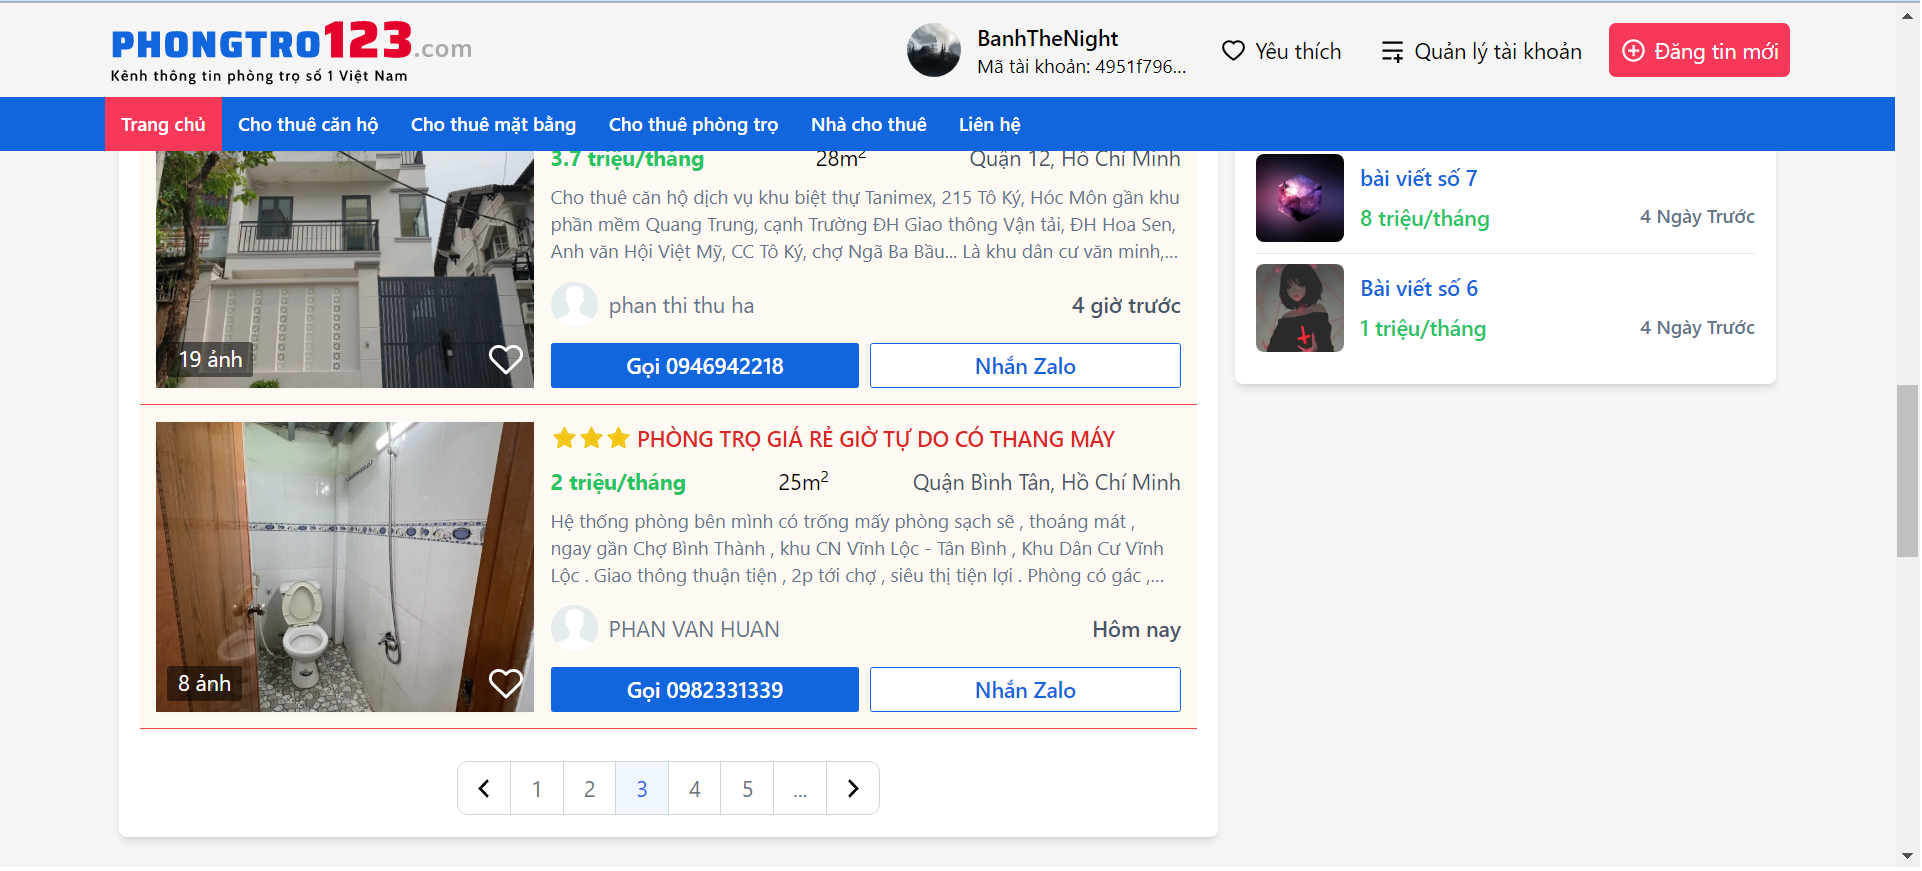 PHONGTRO123.com
Kênh thông tin phòng trọ số 1 Việt Nam
BanhTheNight
Mã tài khoản: 4951f796...
Yêu thích
Quản lý tài khoản
Đăng tin mới
Trang chủ
Cho thuê căn hộ
Cho thuê mặt bằng
Cho thuê phòng trọ
Nhà cho thuê
Liên hệ
3.7 triệu/tháng
28m²
Quận 12, Hồ Chí Minh
Cho thuê căn hộ dịch vụ khu biệt thự Tanimex, 215 Tô Ký, Hóc Môn gần khu
phần mềm Quang Trung, cạnh Trường ĐH Giao thông Vận tải, ĐH Hoa Sen,
Anh văn Hội Việt Mỹ, CC Tô Ký, chợ Ngã Ba Bầu... Là khu dân cư văn minh,...
phan thi thu ha
4 giờ trước
19 ảnh
Gọi 0946942218
Nhắn Zalo
PHÒNG TRỌ GIÁ RẺ GIỜ TỰ DO CÓ THANG MÁY
2 triệu/tháng
25m²
Quận Bình Tân, Hồ Chí Minh
Hệ thống phòng bên mình có trống mấy phòng sạch sẽ , thoáng mát ,
ngay gần Chợ Bình Thành , khu CN Vĩnh Lộc - Tân Bình , Khu Dân Cư Vĩnh
Lộc . Giao thông thuận tiện , 2p tới chợ , siêu thị tiện lợi . Phòng có gác ,...
PHAN VAN HUAN
Hôm nay
8 ảnh
Gọi 0982331339
Nhắn Zalo
1 2 3 4 5 ...
bài viết số 7
8 triệu/tháng
4 Ngày Trước
Bài viết số 6
1 triệu/tháng
4 Ngày Trước